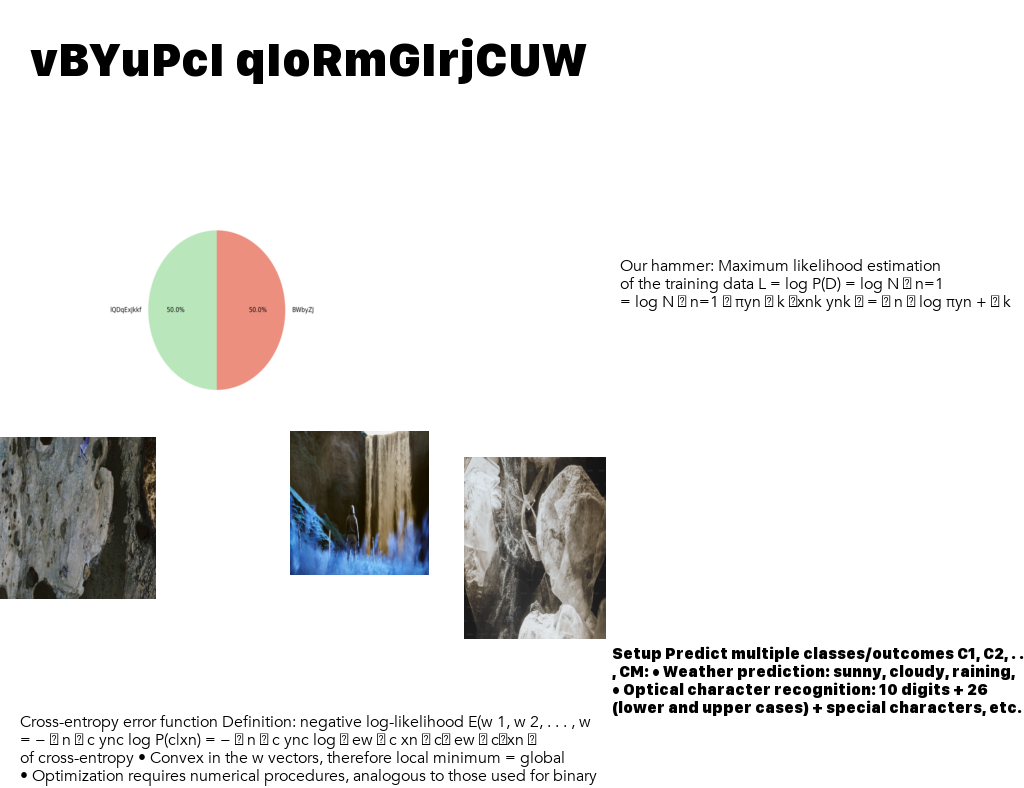 vBYuPcI qIoRmGIrjCUW
IQDqExJkkf
50.0%
50.0%
BWbyZJ
Our hammer: Maximum likelihood estimation
of the training data L = log P(D) = log N � n=1
= log N � n=1 � πyn � k �xnk ynk � = � n � log πyn + � k
Setup Predict multiple classes/outcomes C1, C2, . .
, CM: • Weather prediction: sunny, cloudy, raining,
• Optical character recognition: 10 digits + 26
(lower and upper cases) + special characters, etc.
Cross-entropy error function Definition: negative log-likelihood E(w 1, w 2, . . . , w
= − � n � c ync log P(c|xn) = − � n � c ync log � ew � c xn � c� ew � c�xn �
of cross-entropy • Convex in the w vectors, therefore local minimum = global
• Optimization requires numerical procedures, analogous to those used for binary